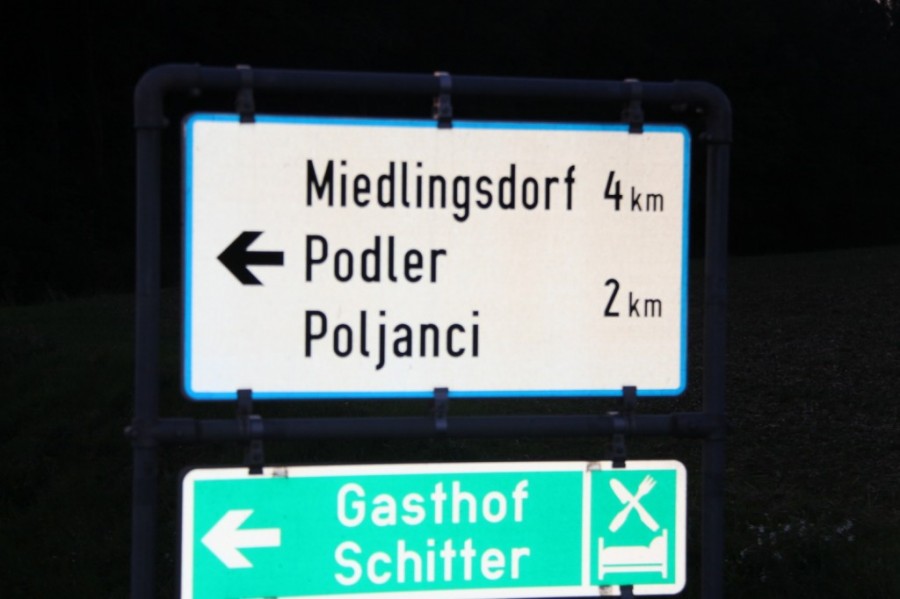 Miedlingsdorf 4 km
Podler
2 km
Poljanci
Gasthof
Schitter